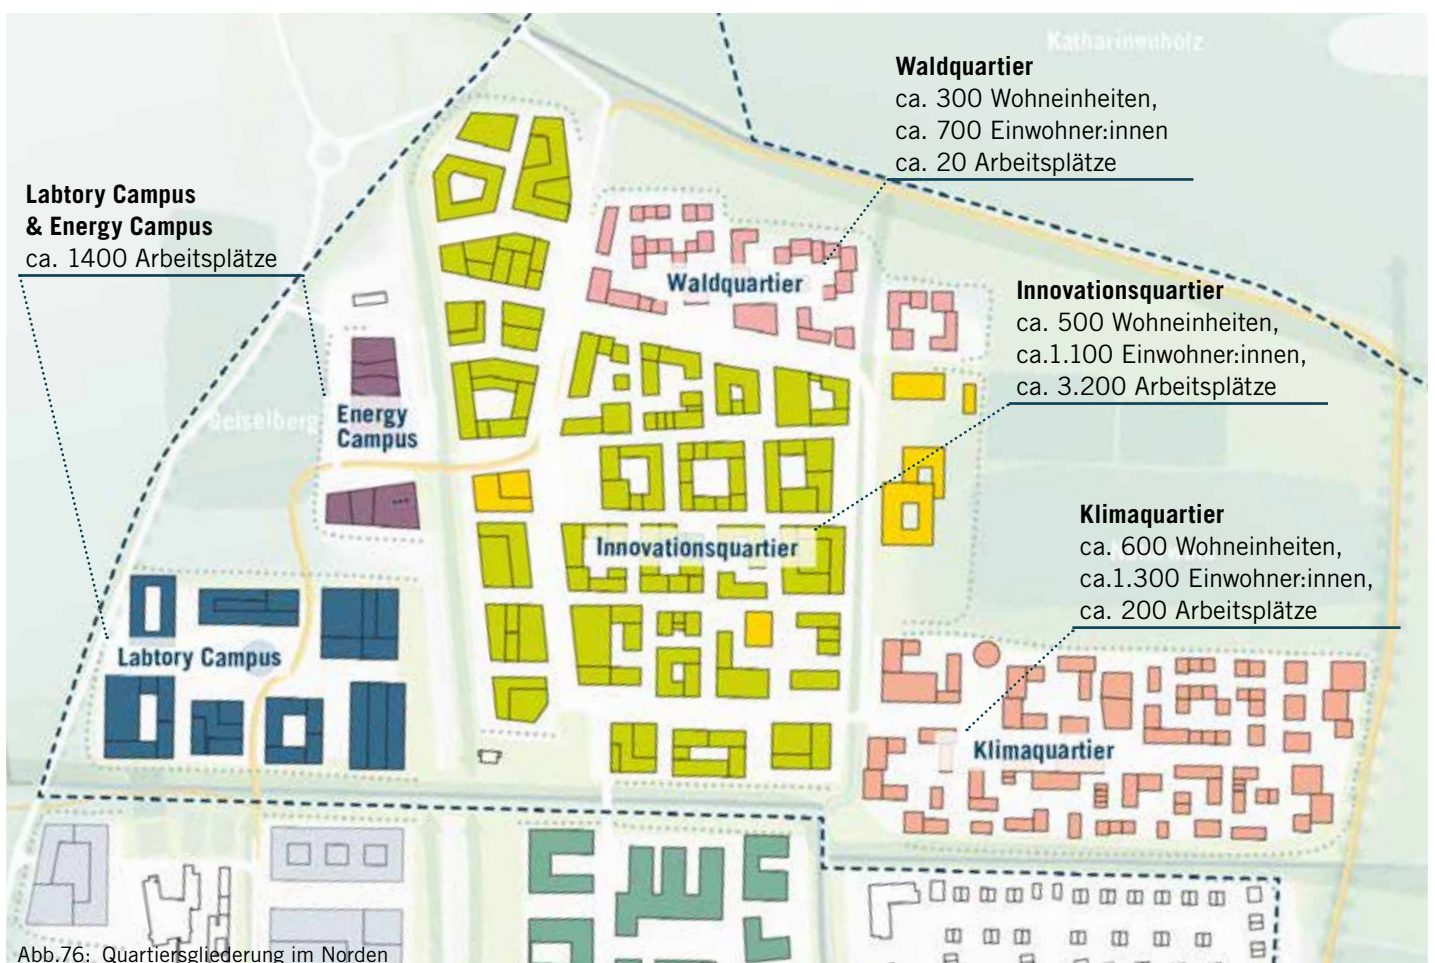 Katharinenholz
Waldquartier
ca. 300 Wohneinheiten,
ca. 700 Einwohner:innen
ca. 20 Arbeitsplätze
Labtory Campus
& Energy Campus
ca. 1400 Arbeitsplätze
Waldquartier
Innovationsquartier
ca. 500 Wohneinheiten,
ca.1.100 Einwohner:innen,
ca. 3.200 Arbeitsplätze
Geiselberg
Energy
Campus
Klimaquartier
ca. 600 Wohneinheiten,
ca.1.300 Einwohner:innen,
ca. 200 Arbeitsplätze
Innovationsquartier
Labtory Campus
Klimaquartier
Abb.76: Quartiersgliederung im Norden